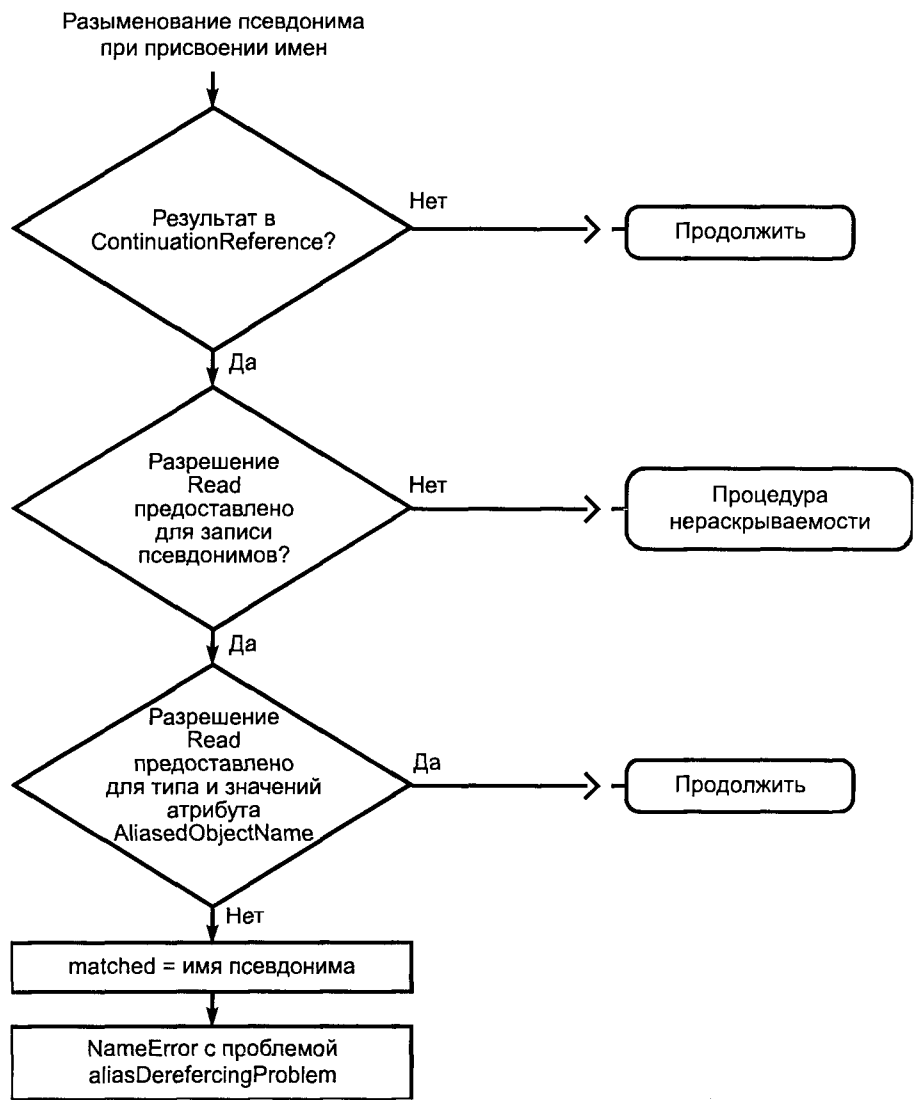 Разыменование псевдонима
при присвоении имен
Результат в
ContinuationReference?
Нет
Продолжить
Да
Разрешение
Read
предоставлено
для записи
псевдонимов?
Нет
Процедура
нераскрываемости
Да
Разрешение
Read
предоставлено
для типа и значений
атрибута
AliasedObjectName
Да
Продолжить
Нет
matched = имя псевдонима
NameError с проблемой
aliasDerefercingProblem